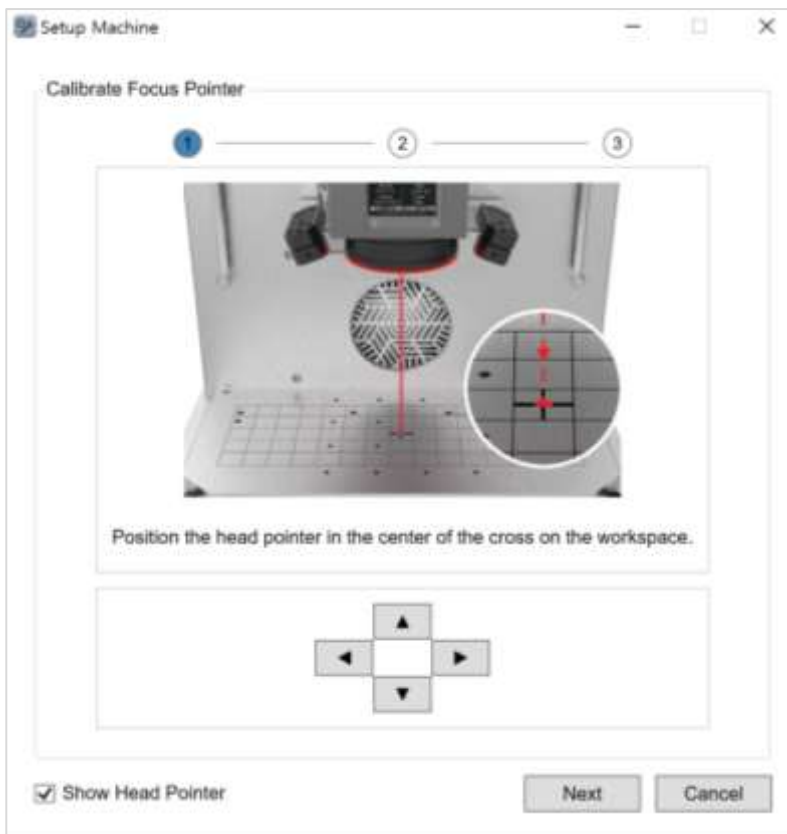 Setup Machine
Calibrate Focus Pointer
1
2
3
Position the head pointer in the center of the cross on the workspace.
Show Head Pointer
Next
Cancel